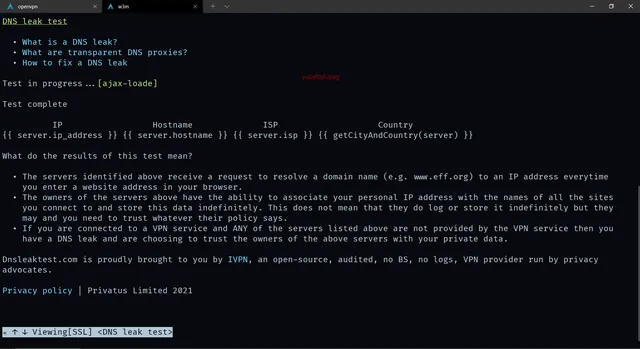 openvpn
w3m
DNS leak test
• What is a DNS leak?
• What are transparent DNS proxies?
• How to fix a DNS leak
Test in progress...[ajax-loade]
Test complete
IP Hostname ISP Country
{{ server.ip_address }} {{ server.hostname }} {{ server.isp }} {{ getCityAndCountry(server) }}
What do the results of this test mean?
• The servers identified above receive a request to resolve a domain name (e.g. www.eff.org) to an IP address everytime
you enter a website address in your browser.
• The owners of the servers above have the ability to associate your personal IP address with the names of all the sites
you connect to and store this data indefinitely. This does not mean that they do log or store it indefinitely but they
may and you need to trust whatever their policy says.
• If you are connected to a VPN service and ANY of the servers listed above are not provided by the VPN service then you
have a DNS leak and are choosing to trust the owners of the above servers with your private data.
Dnsleaktest.com is proudly brought to you by IVPN, an open-source, audited, no BS, no logs, VPN provider run by privacy
advocates.
Privacy policy | Privatus Limited 2021
« ↑ ↓ Viewing[SSL] <DNS leak test>